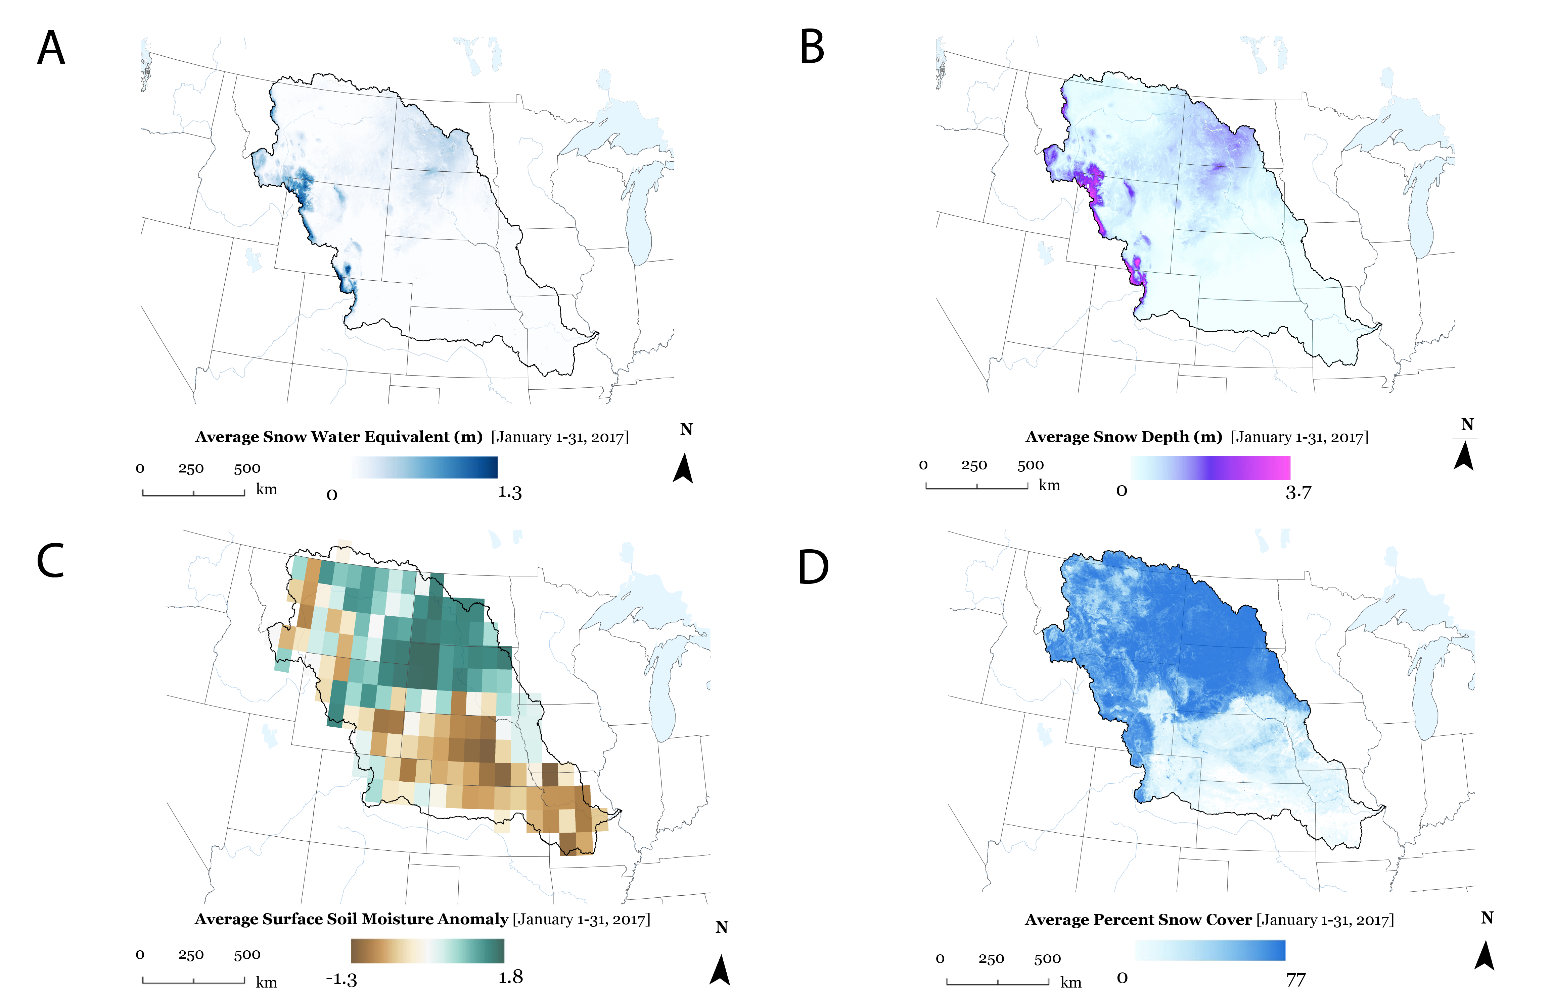 A
B
Average Snow Water Equivalent (m) [January 1-31, 2017]
N
0 250 500
km
0 1.3
Average Snow Depth (m) [January 1-31, 2017]
N
0 250 500
km
0 3.7
C
D
Average Surface Soil Moisture Anomaly [January 1-31, 2017]
N
0 250 500
km
-1.3 1.8
Average Percent Snow Cover [January 1-31, 2017]
N
0 250 500
km
0 77